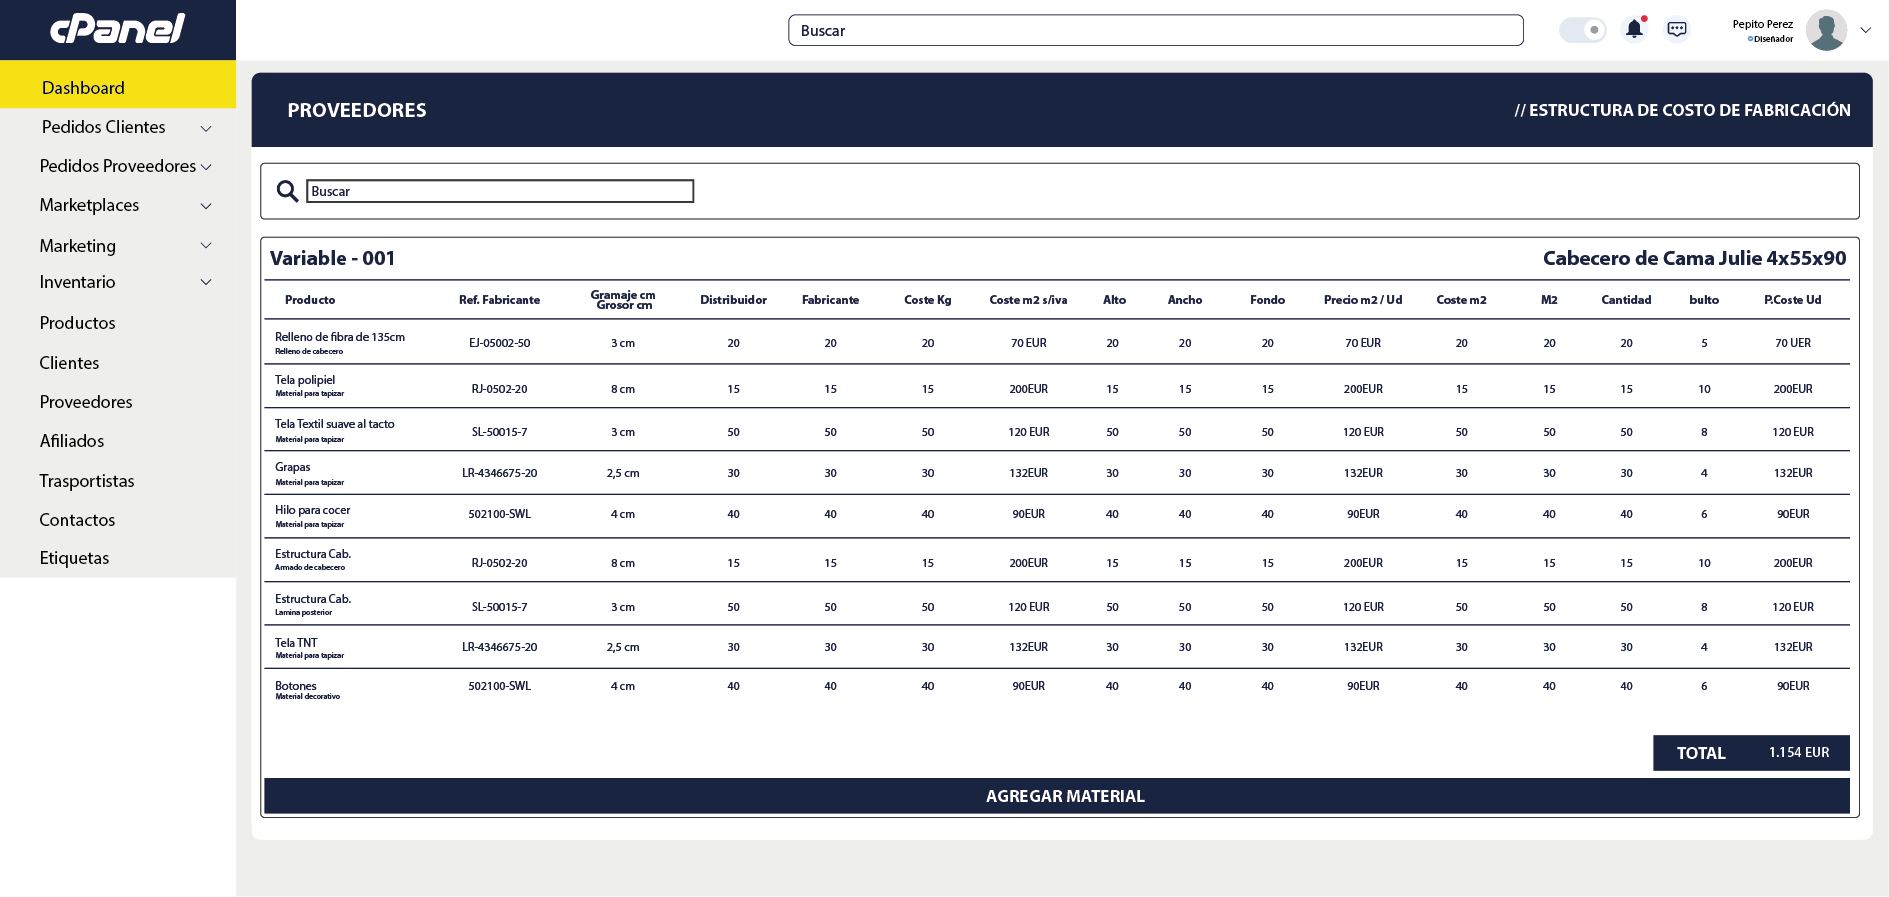 cPanel
Buscar
Pepito Perez
Diseñador
Dashboard
Pedidos Clientes
Pedidos Proveedores
Marketplaces
Marketing
Inventario
Productos
Clientes
Proveedores
Afiliados
Trasportistas
Contactos
Etiquetas
PROVEEDORES // ESTRUCTURA DE COSTO DE FABRICACIÓN
Buscar
Variable - 001 Cabecero de Cama Julie 4x55x90
Producto Ref. Fabricante Gramaje cm Grosor cm Distribuidor Fabricante Coste Kg Coste m2 s/iva Alto Ancho Fondo Precio m2 / Ud Coste m2 M2 Cantidad bulto P.Coste Ud
Relleno de fibra de 135cm EJ-05002-50 3 cm 20 20 20 70 EUR 20 20 20 70 EUR 20 20 20 5 70 UER
Relleno de cabecero
Tela polipiel RJ-0502-20 8 cm 15 15 15 200EUR 15 15 15 200EUR 15 15 15 10 200EUR
Material para tapizar
Tela Textil suave al tacto SL-50015-7 3 cm 50 50 50 120 EUR 50 50 50 120 EUR 50 50 50 8 120 EUR
Material para tapizar
Grapas LR-4346675-20 2,5 cm 30 30 30 132EUR 30 30 30 132EUR 30 30 30 4 132EUR
Material para tapizar
Hilo para cocer 502100-SWL 4 cm 40 40 40 90EUR 40 40 40 90EUR 40 40 40 6 90EUR
Material para tapizar
Estructura Cab. RJ-0502-20 8 cm 15 15 15 200EUR 15 15 15 200EUR 15 15 15 10 200EUR
Armado de cabecero
Estructura Cab. SL-50015-7 3 cm 50 50 50 120 EUR 50 50 50 120 EUR 50 50 50 8 120 EUR
Lamina posterior
Tela TNT LR-4346675-20 2,5 cm 30 30 30 132EUR 30 30 30 132EUR 30 30 30 4 132EUR
Material para tapizar
Botones 502100-SWL 4 cm 40 40 40 90EUR 40 40 40 90EUR 40 40 40 6 90EUR
Material decorativo
TOTAL 1.154 EUR
AGREGAR MATERIAL